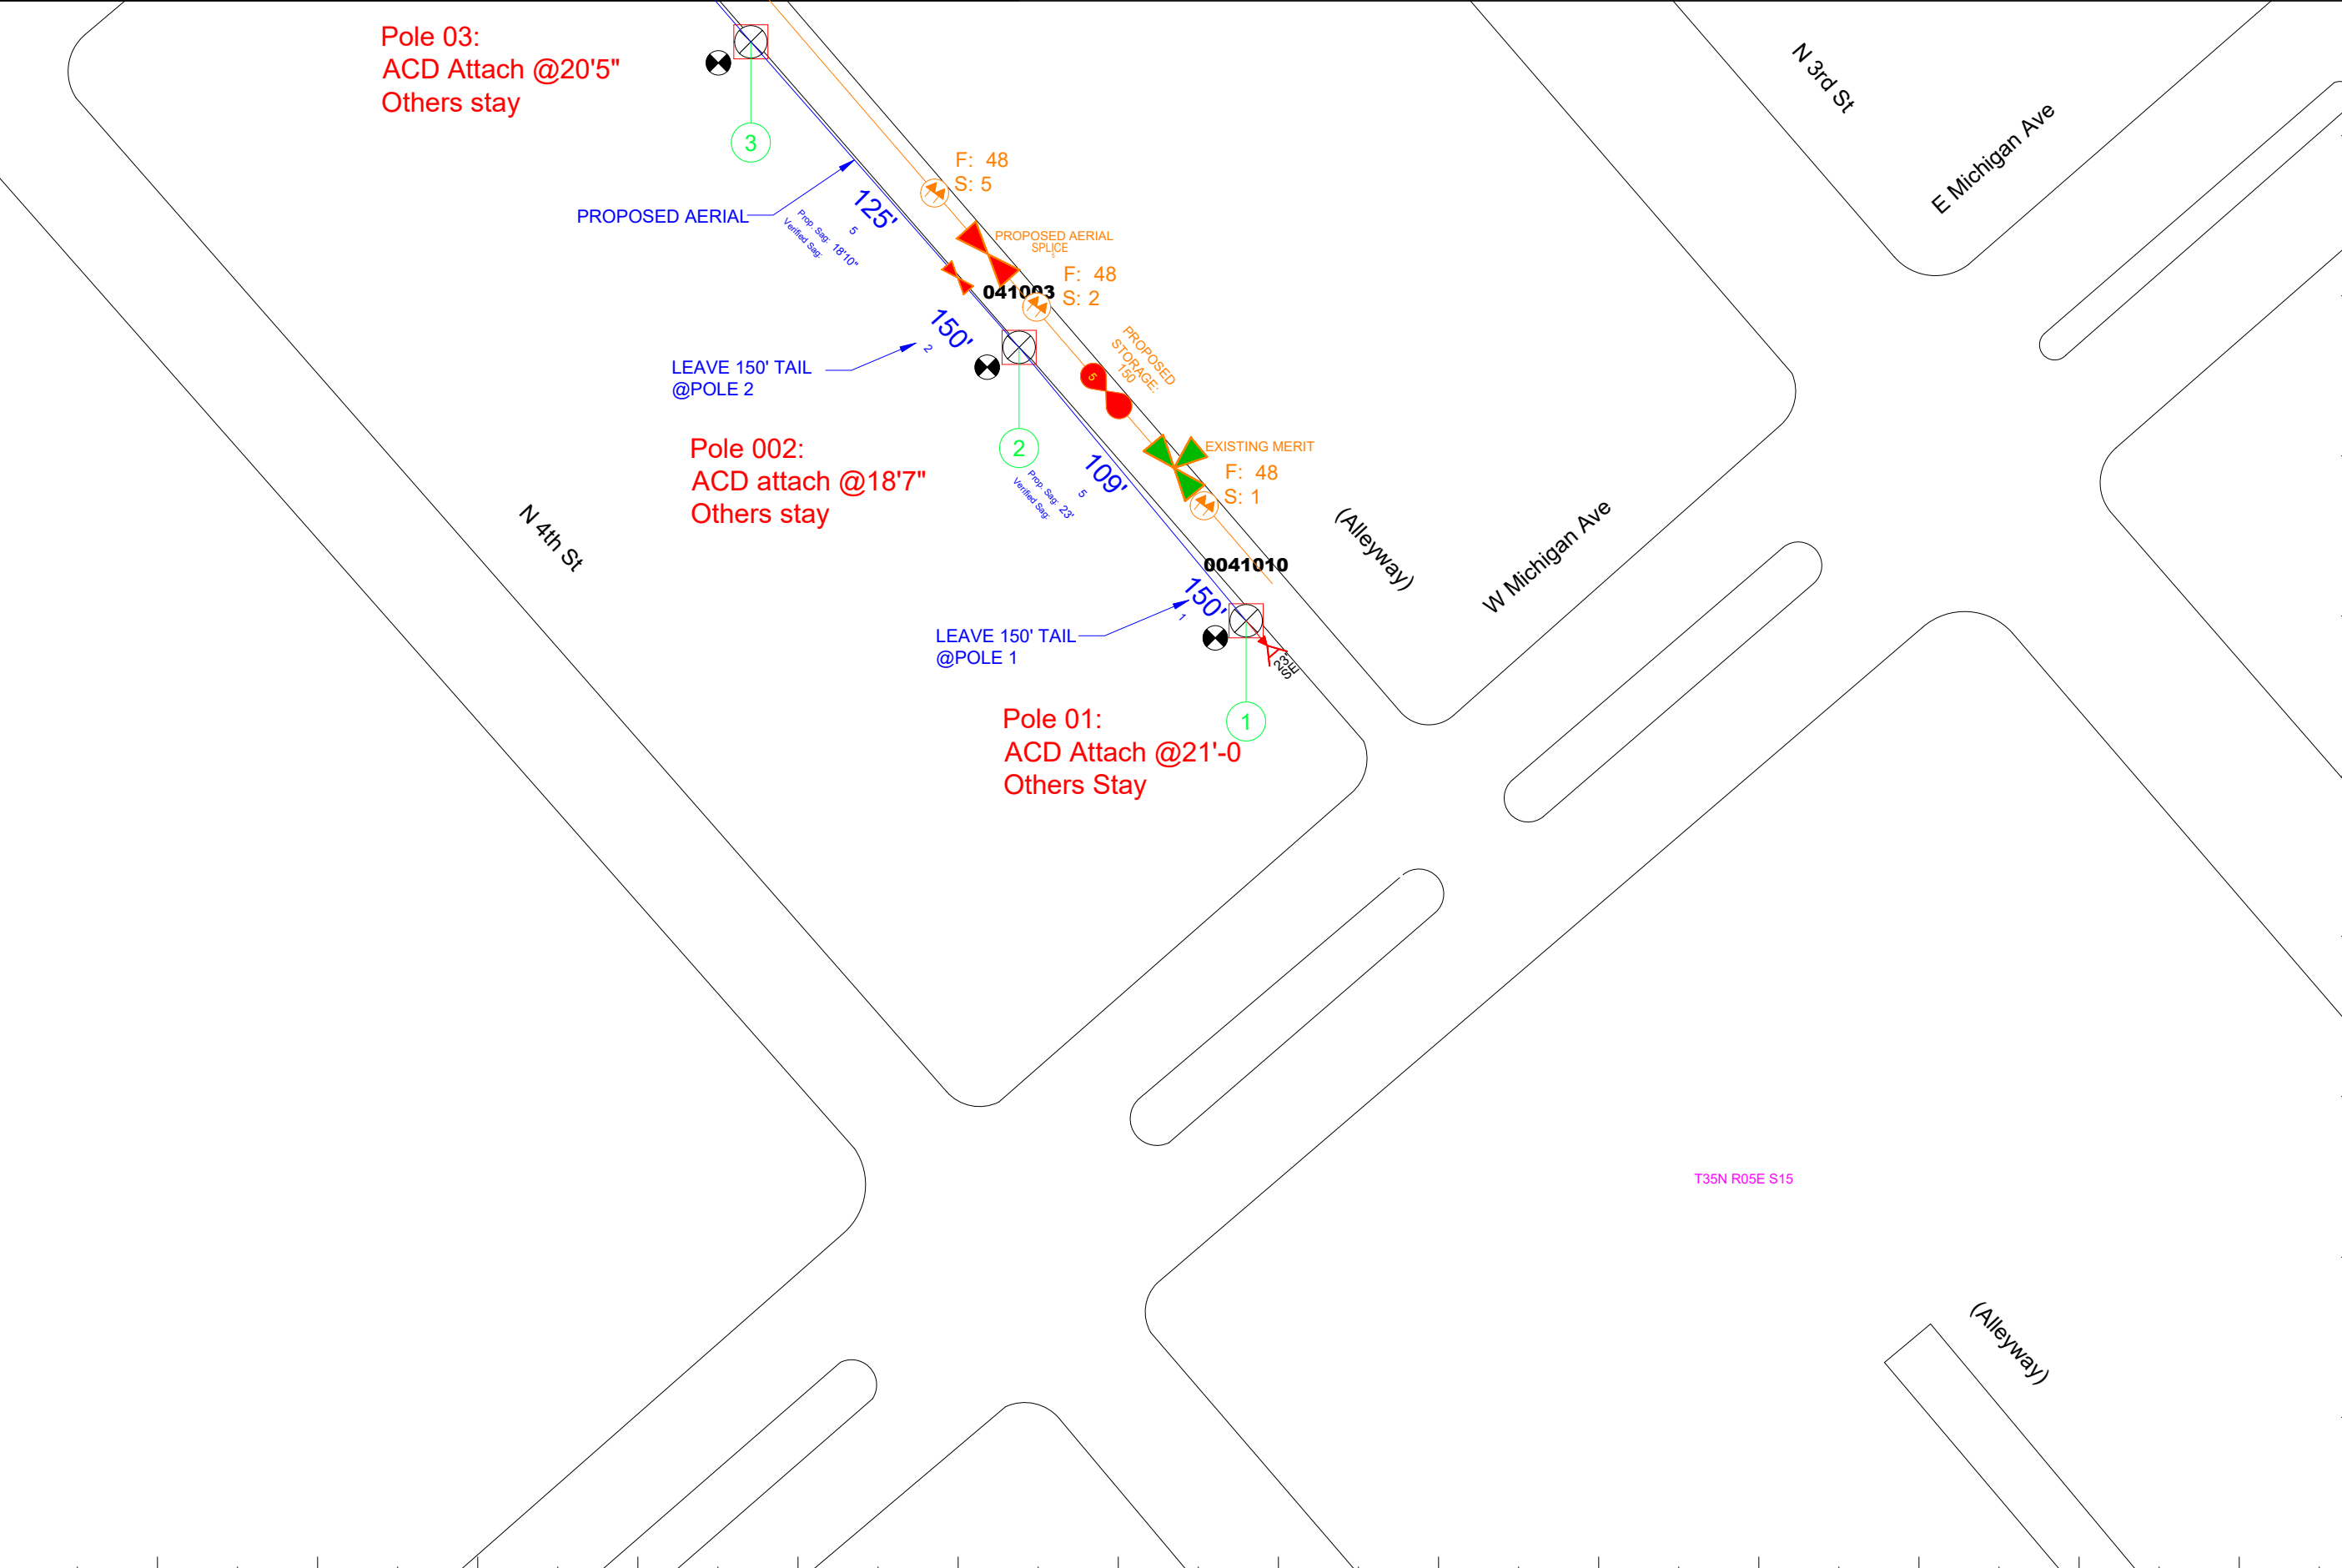 Pole 03:
ACD Attach @20'5"
Others stay
3
N 3rd St
E Michigan Ave
F: 48
S: 5
PROPOSED AERIAL
125'
5
Prop. Sag: 18'10"
Verified Sag:
PROPOSED AERIAL
SPLICE
5
F: 48
S: 2
041003
150'
2
LEAVE 150' TAIL
@POLE 2
PROPOSED
STORAGE:
150
5
Pole 002:
ACD attach @18'7"
Others stay
2
109'
5
Prop. Sag: 23'
Verified Sag:
EXISTING MERIT
F: 48
S: 1
N 4th St
(Alleyway)
W Michigan Ave
0041010
150'
1
LEAVE 150' TAIL
@POLE 1
Pole 01:
ACD Attach @21'-0
Others Stay
1
T35N R05E S15
(Alleyway)